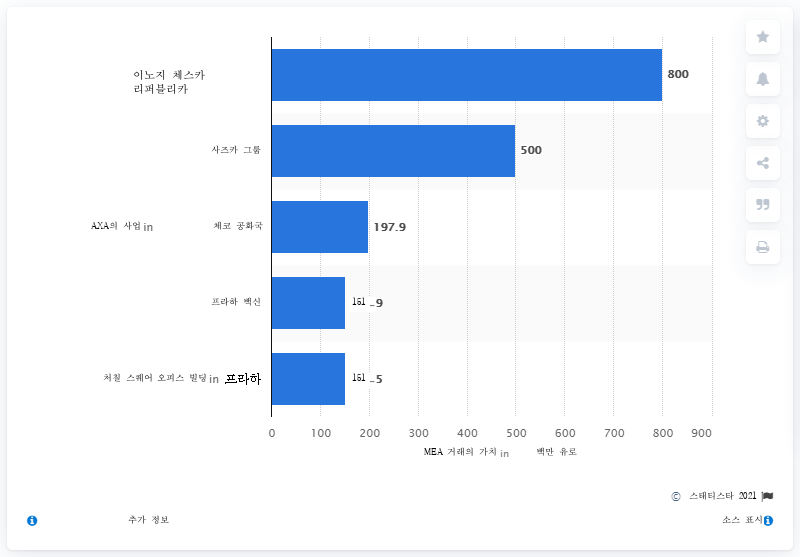 이노지 체스카
리퍼블리카
800
사즈카 그룹
500
AXA의 사업 in 체코 공화국
197.9
프라하 백신
151 .9
처칠 스퀘어 오피스 빌딩 in 프라하
151 .5
0 100 200 300 400 500 600 700 800 900
MEA 거래의 가치 in 백만 유로
© 스태티스타 2021
추가 정보
소스 표시